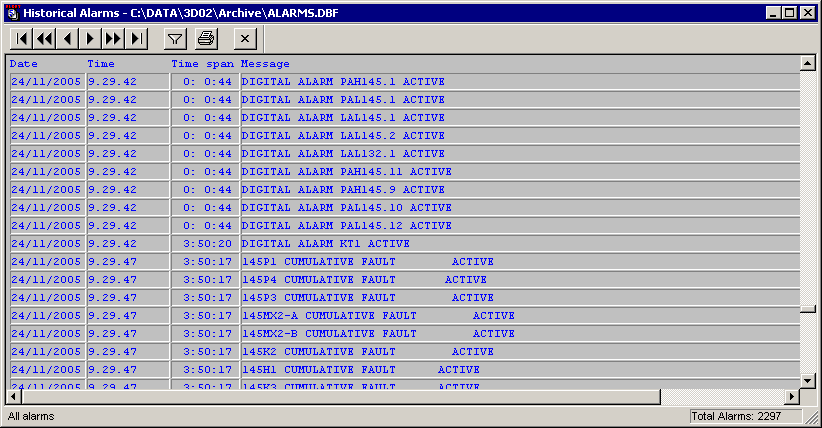 Historical Alarms - C:\DATA\3D02\Archive\ALARMS.DBF
Date Time Time span Message
24/11/2005 9.29.42 0: 0:44 DIGITAL ALARM PAH145.1 ACTIVE
24/11/2005 9.29.42 0: 0:44 DIGITAL ALARM PAL145.1 ACTIVE
24/11/2005 9.29.42 0: 0:44 DIGITAL ALARM LAL145.1 ACTIVE
24/11/2005 9.29.42 0: 0:44 DIGITAL ALARM LAL145.2 ACTIVE
24/11/2005 9.29.42 0: 0:44 DIGITAL ALARM LAL132.1 ACTIVE
24/11/2005 9.29.42 0: 0:44 DIGITAL ALARM PAH145.11 ACTIVE
24/11/2005 9.29.42 0: 0:44 DIGITAL ALARM PAH145.9 ACTIVE
24/11/2005 9.29.42 0: 0:44 DIGITAL ALARM PAL145.10 ACTIVE
24/11/2005 9.29.42 0: 0:44 DIGITAL ALARM PAL145.12 ACTIVE
24/11/2005 9.29.42 3:50:20 DIGITAL ALARM KT1 ACTIVE
24/11/2005 9.29.47 3:50:17 145P1 CUMULATIVE FAULT ACTIVE
24/11/2005 9.29.47 3:50:17 145P4 CUMULATIVE FAULT ACTIVE
24/11/2005 9.29.47 3:50:17 145P3 CUMULATIVE FAULT ACTIVE
24/11/2005 9.29.47 3:50:17 145MX2-A CUMULATIVE FAULT ACTIVE
24/11/2005 9.29.47 3:50:17 145MX2-B CUMULATIVE FAULT ACTIVE
24/11/2005 9.29.47 3:50:17 145K2 CUMULATIVE FAULT ACTIVE
24/11/2005 9.29.47 3:50:17 145H1 CUMULATIVE FAULT ACTIVE
24/11/2005 9.29.47 3:50:17 145K3 CUMULATIVE FAULT ACTIVE
All alarms Total Alarms: 2297